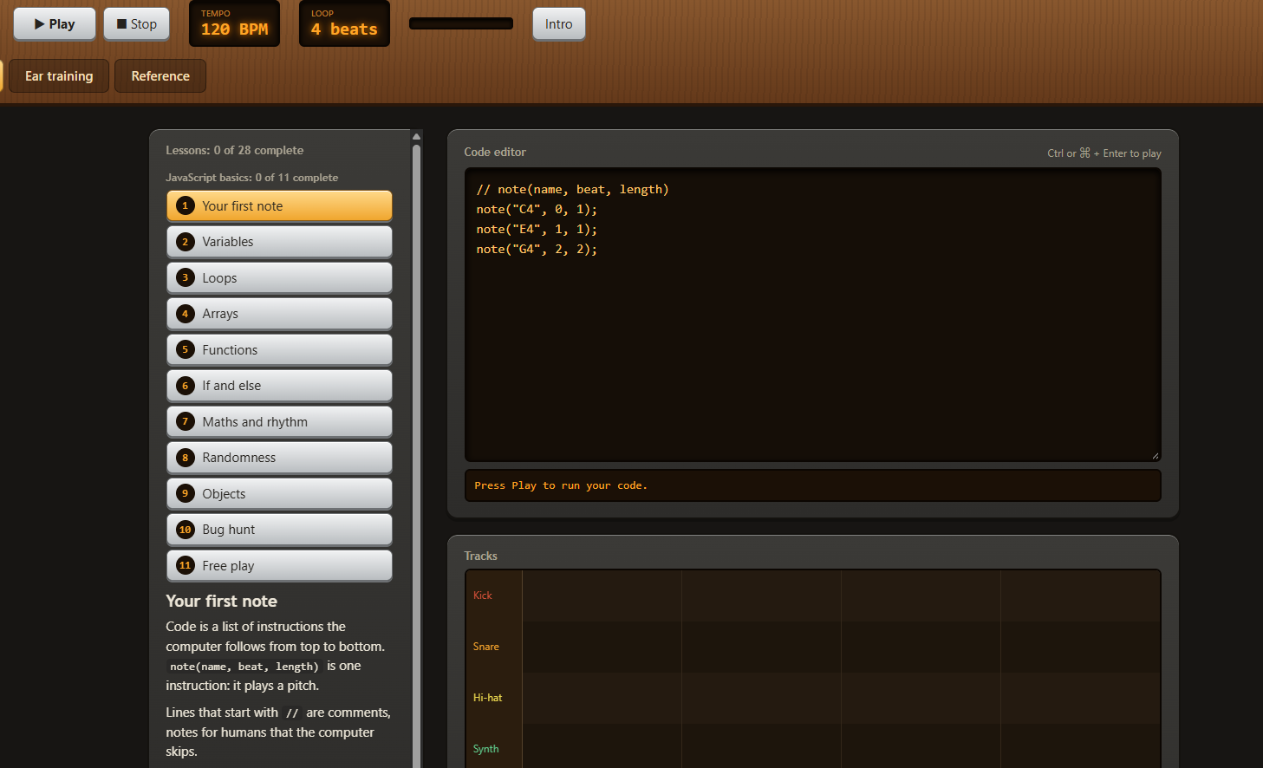 ▶ Play
■ Stop
TEMPO
120 BPM
LOOP
4 beats
Intro
Ear training
Reference
Lessons: 0 of 28 complete
JavaScript basics: 0 of 11 complete
1 Your first note
2 Variables
3 Loops
4 Arrays
5 Functions
6 If and else
7 Maths and rhythm
8 Randomness
9 Objects
10 Bug hunt
11 Free play
Your first note
Code is a list of instructions the
computer follows from top to bottom.
note(name, beat, length) is one
instruction: it plays a pitch.
Lines that start with // are comments,
notes for humans that the computer
skips.
Code editor
Ctrl or ⌘ + Enter to play
// note(name, beat, length)
note("C4", 0, 1);
note("E4", 1, 1);
note("G4", 2, 2);
Press Play to run your code.
Tracks
Kick
Snare
Hi-hat
Synth